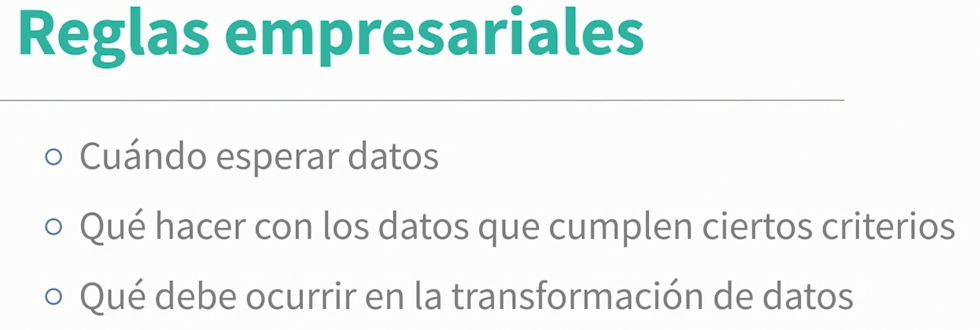 Reglas empresariales
Cuándo esperar datos
Qué hacer con los datos que cumplen ciertos criterios
Qué debe ocurrir en la transformación de datos